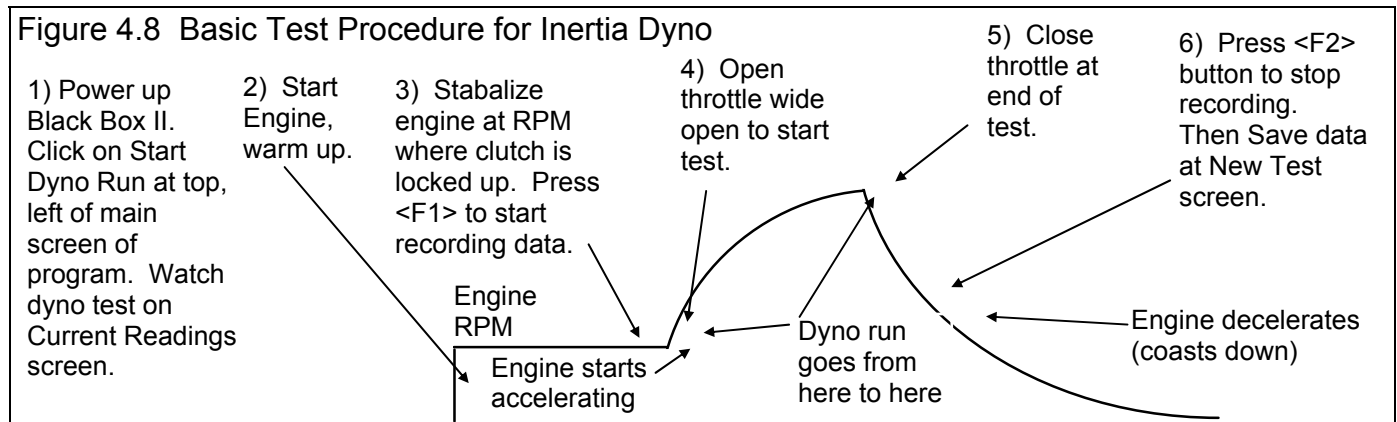 Figure 4.8  Basic Test Procedure for Inertia Dyno
1) Power up
Black Box II.
Click on Start
Dyno Run at top,
left of main
screen of
program.  Watch
dyno test on
Current Readings
screen.
2)  Start
Engine,
warm up.
3)  Stabalize
engine at RPM
where clutch is
locked up.  Press
<F1> to start
recording data.
4)  Open
throttle wide
open to start
test.
5)  Close
throttle at
end of
test.
6)  Press <F2>
button to stop
recording.
Then Save data
at New Test
screen.
Engine
RPM
Engine starts
accelerating
Dyno run
goes from
here to here
Engine decelerates
(coasts down)